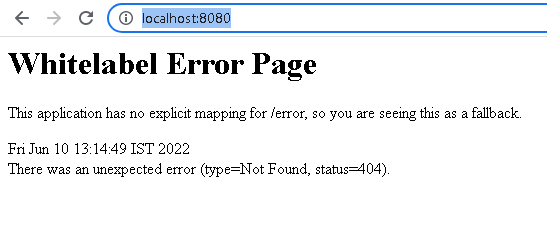 localhost:8080
Whitelabel Error Page
This application has no explicit mapping for /error, so you are seeing this as a fallback.
Fri Jun 10 13:14:49 IST 2022
There was an unexpected error (type=Not Found, status=404).